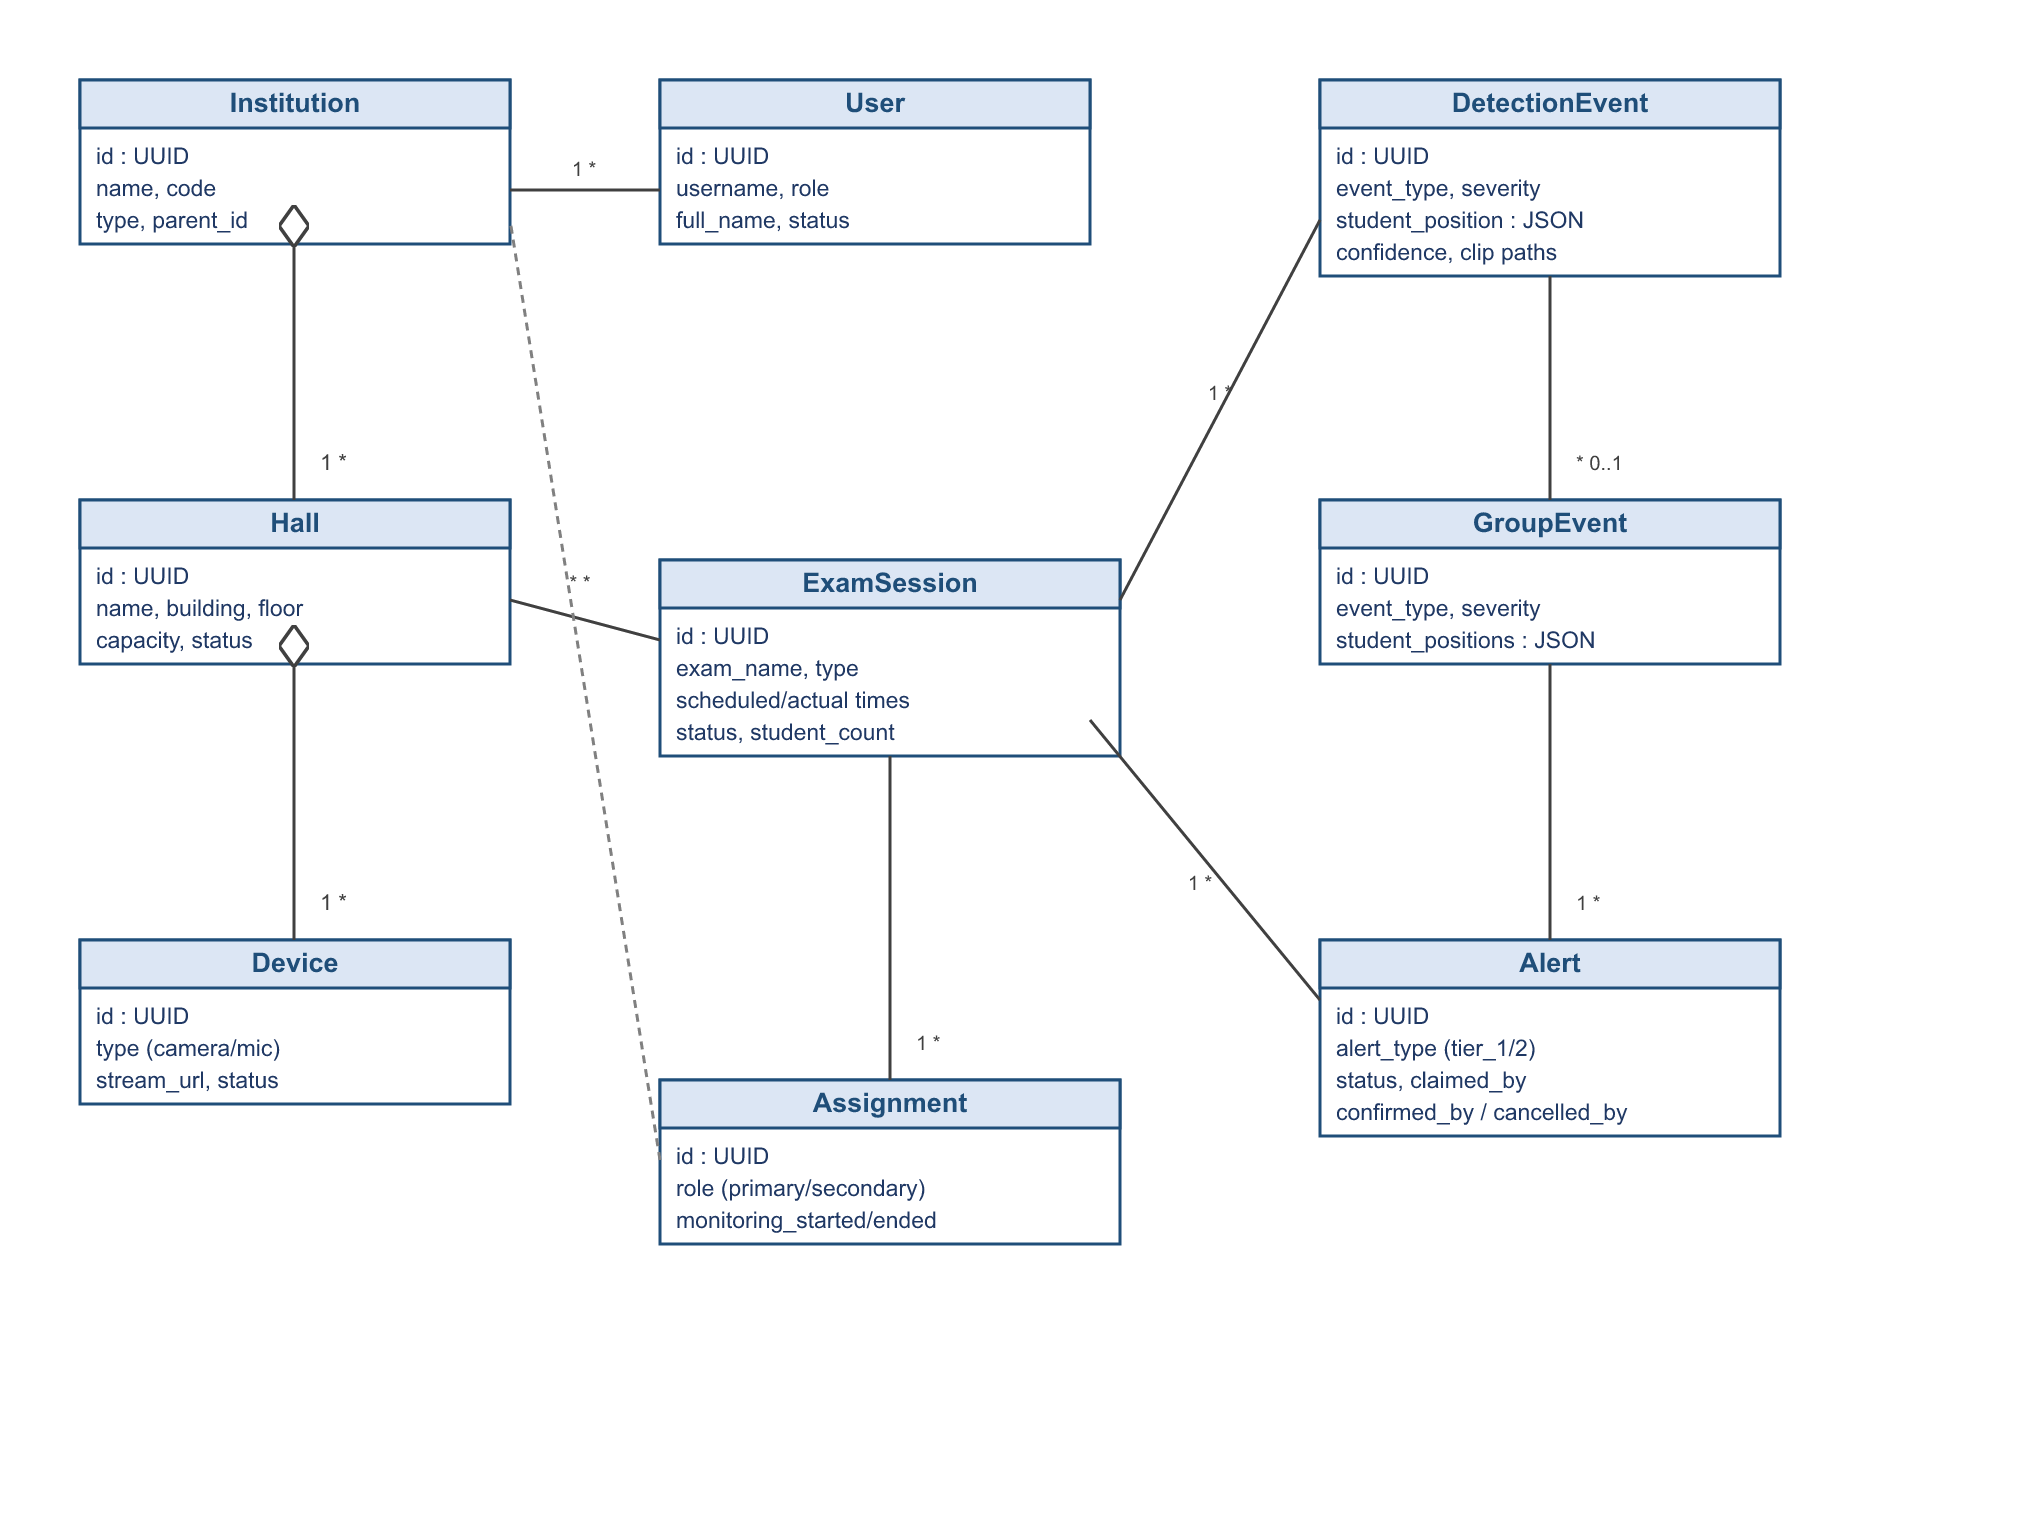 Institution
id : UUID
name, code
type, parent_id
1 *
User
id : UUID
username, role
full_name, status
DetectionEvent
id : UUID
event_type, severity
student_position : JSON
confidence, clip paths
1 *
1 *
* 0..1
Hall
id : UUID
name, building, floor
capacity, status
* *
ExamSession
id : UUID
exam_name, type
scheduled/actual times
status, student_count
GroupEvent
id : UUID
event_type, severity
student_positions : JSON
1 *
1 *
1 *
Device
id : UUID
type (camera/mic)
stream_url, status
1 *
Assignment
id : UUID
role (primary/secondary)
monitoring_started/ended
Alert
id : UUID
alert_type (tier_1/2)
status, claimed_by
confirmed_by / cancelled_by